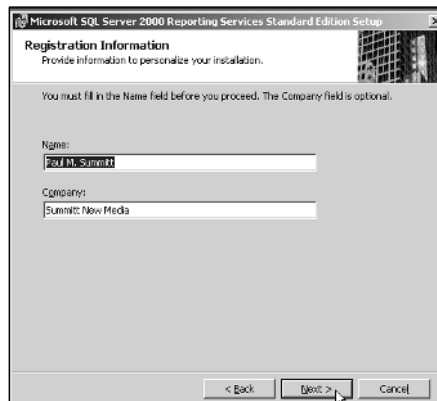 Microsoft SQL Server 2000 Reporting Services Standard Edition Setup
Registration Information
Provide information to personalize your installation.
You must fill in the Name field before you proceed. The Company field is optional.
Name:
Paul M. Summitt
Company:
Summitt New Media
< Back
Next >
Cancel